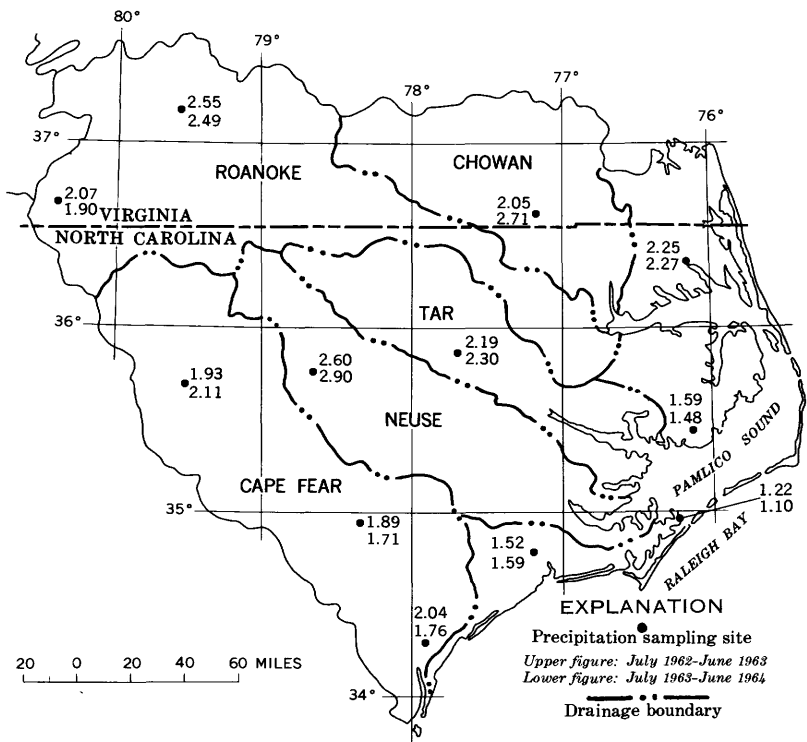 80°
79°
78°
77°
76°
2.55
2.49
37°
ROANOKE
CHOWAN
2.07
1.90
VIRGINIA
NORTH CAROLINA
2.05
2.71
2.25
2.27
36°
TAR
2.19
2.30
2.60
2.90
1.93
2.11
NEUSE
1.59
1.48
PAMLICO SOUND
CAPE FEAR
35°
1.89
1.71
1.22
1.10
RALEIGH BAY
1.52
1.59
2.04
1.76
34°
EXPLANATION
Precipitation sampling site
Upper figure: July 1962-June 1963
Lower figure: July 1963-June 1964
Drainage boundary
20 0 20 40 60 MILES